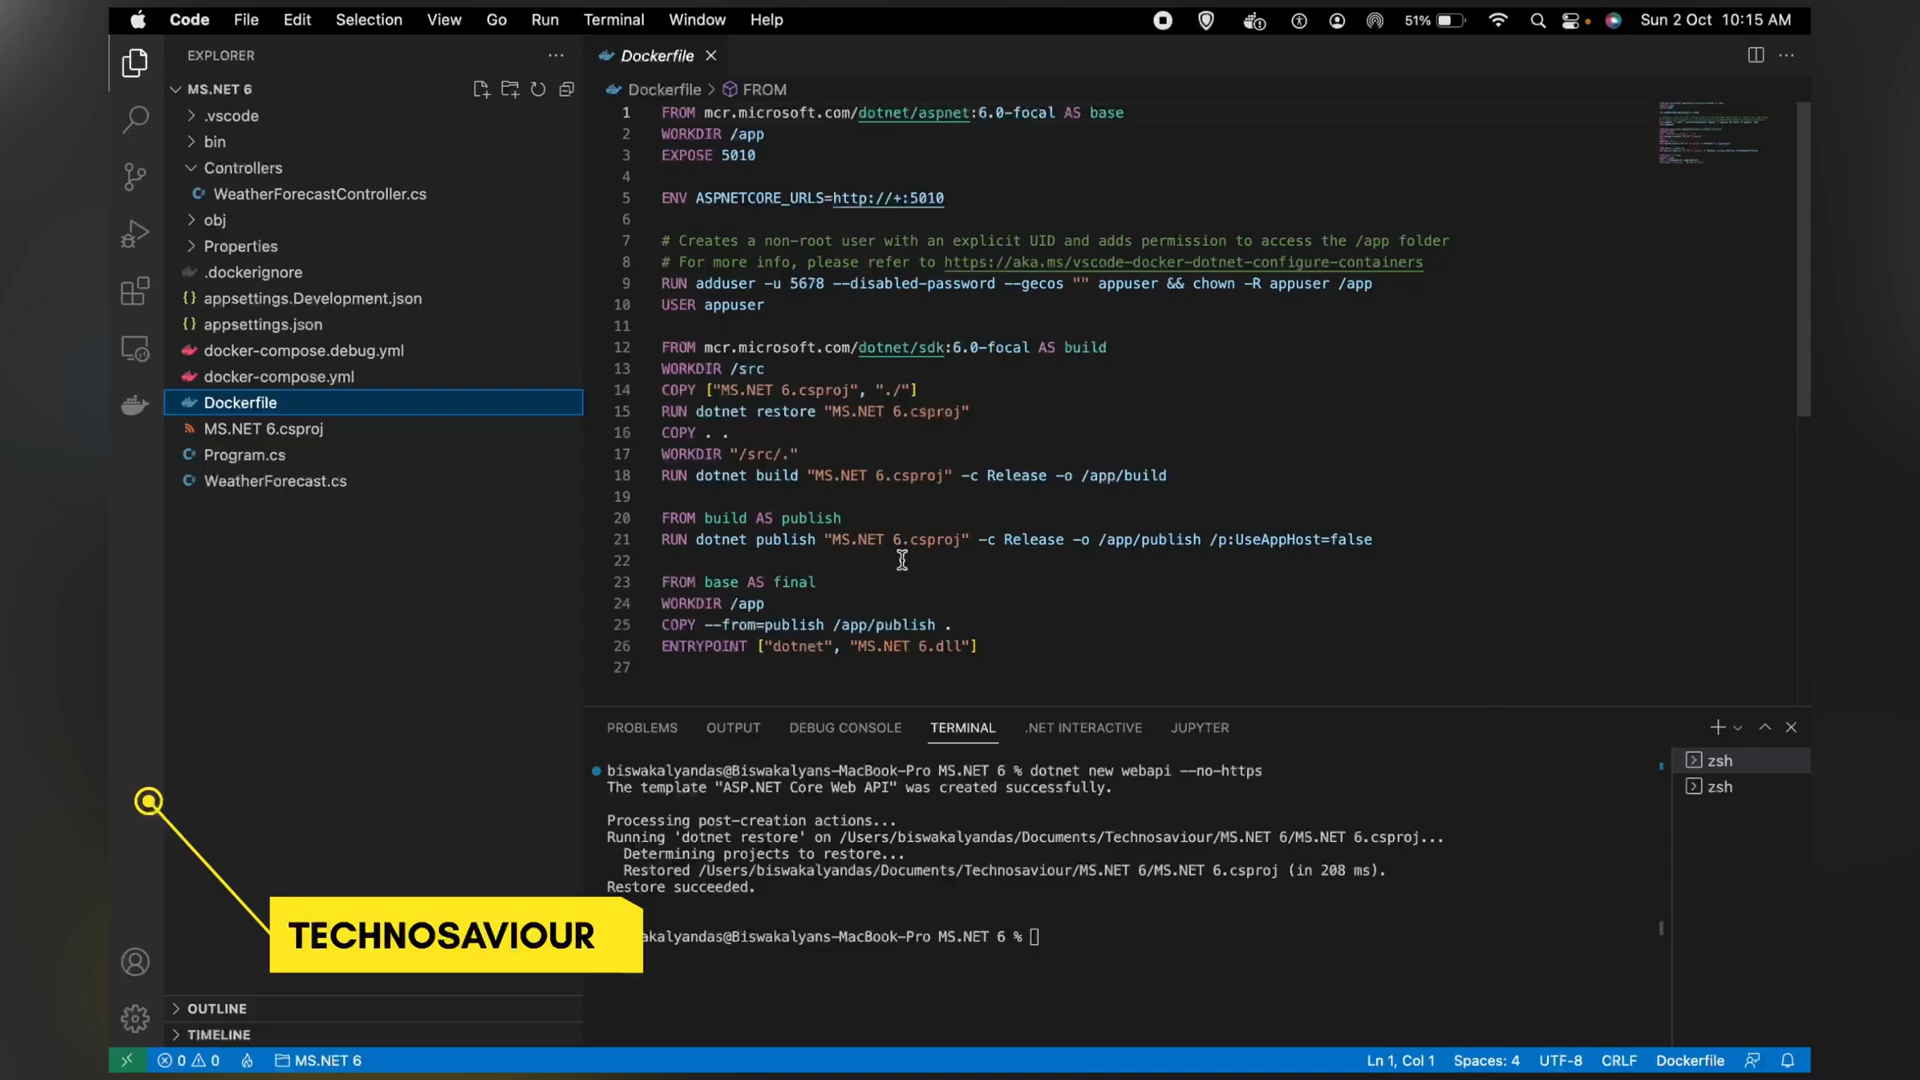 Code File Edit Selection View Go Run Terminal Window Help
51% Sun 2 Oct 10:15 AM
EXPLORER
MS.NET 6
.vscode
bin
Controllers
WeatherForecastController.cs
obj
Properties
.dockerignore
appsettings.Development.json
appsettings.json
docker-compose.debug.yml
docker-compose.yml
Dockerfile
MS.NET 6.csproj
Program.cs
WeatherForecast.cs
OUTLINE
TIMELINE
Dockerfile
Dockerfile > FROM
1 FROM mcr.microsoft.com/dotnet/aspnet:6.0-focal AS base
2 WORKDIR /app
3 EXPOSE 5010
4
5 ENV ASPNETCORE_URLS=http://+:5010
6
7 # Creates a non-root user with an explicit UID and adds permission to access the /app folder
8 # For more info, please refer to https://aka.ms/vscode-docker-dotnet-configure-containers
9 RUN adduser -u 5678 --disabled-password --gecos "" appuser && chown -R appuser /app
10 USER appuser
11
12 FROM mcr.microsoft.com/dotnet/sdk:6.0-focal AS build
13 WORKDIR /src
14 COPY ["MS.NET 6.csproj", "./"]
15 RUN dotnet restore "MS.NET 6.csproj"
16 COPY . .
17 WORKDIR "/src/."
18 RUN dotnet build "MS.NET 6.csproj" -c Release -o /app/build
19
20 FROM build AS publish
21 RUN dotnet publish "MS.NET 6.csproj" -c Release -o /app/publish /p:UseAppHost=false
22
23 FROM base AS final
24 WORKDIR /app
25 COPY --from=publish /app/publish .
26 ENTRYPOINT ["dotnet", "MS.NET 6.dll"]
27
PROBLEMS OUTPUT DEBUG CONSOLE TERMINAL .NET INTERACTIVE JUPYTER
biswakalyandas@Biswakalyans-MacBook-Pro MS.NET 6 % dotnet new webapi --no-https
The template "ASP.NET Core Web API" was created successfully.
Processing post-creation actions...
Running 'dotnet restore' on /Users/biswakalyandas/Documents/Technosaviour/MS.NET 6/MS.NET 6.csproj...
Determining projects to restore...
Restored /Users/biswakalyandas/Documents/Technosaviour/MS.NET 6/MS.NET 6.csproj (in 208 ms).
Restore succeeded.
akalyandas@Biswakalyans-MacBook-Pro MS.NET 6 %
zsh
zsh
TECHNOSAVIOUR
0 0 MS.NET 6
Ln 1, Col 1 Spaces: 4 UTF-8 CRLF Dockerfile